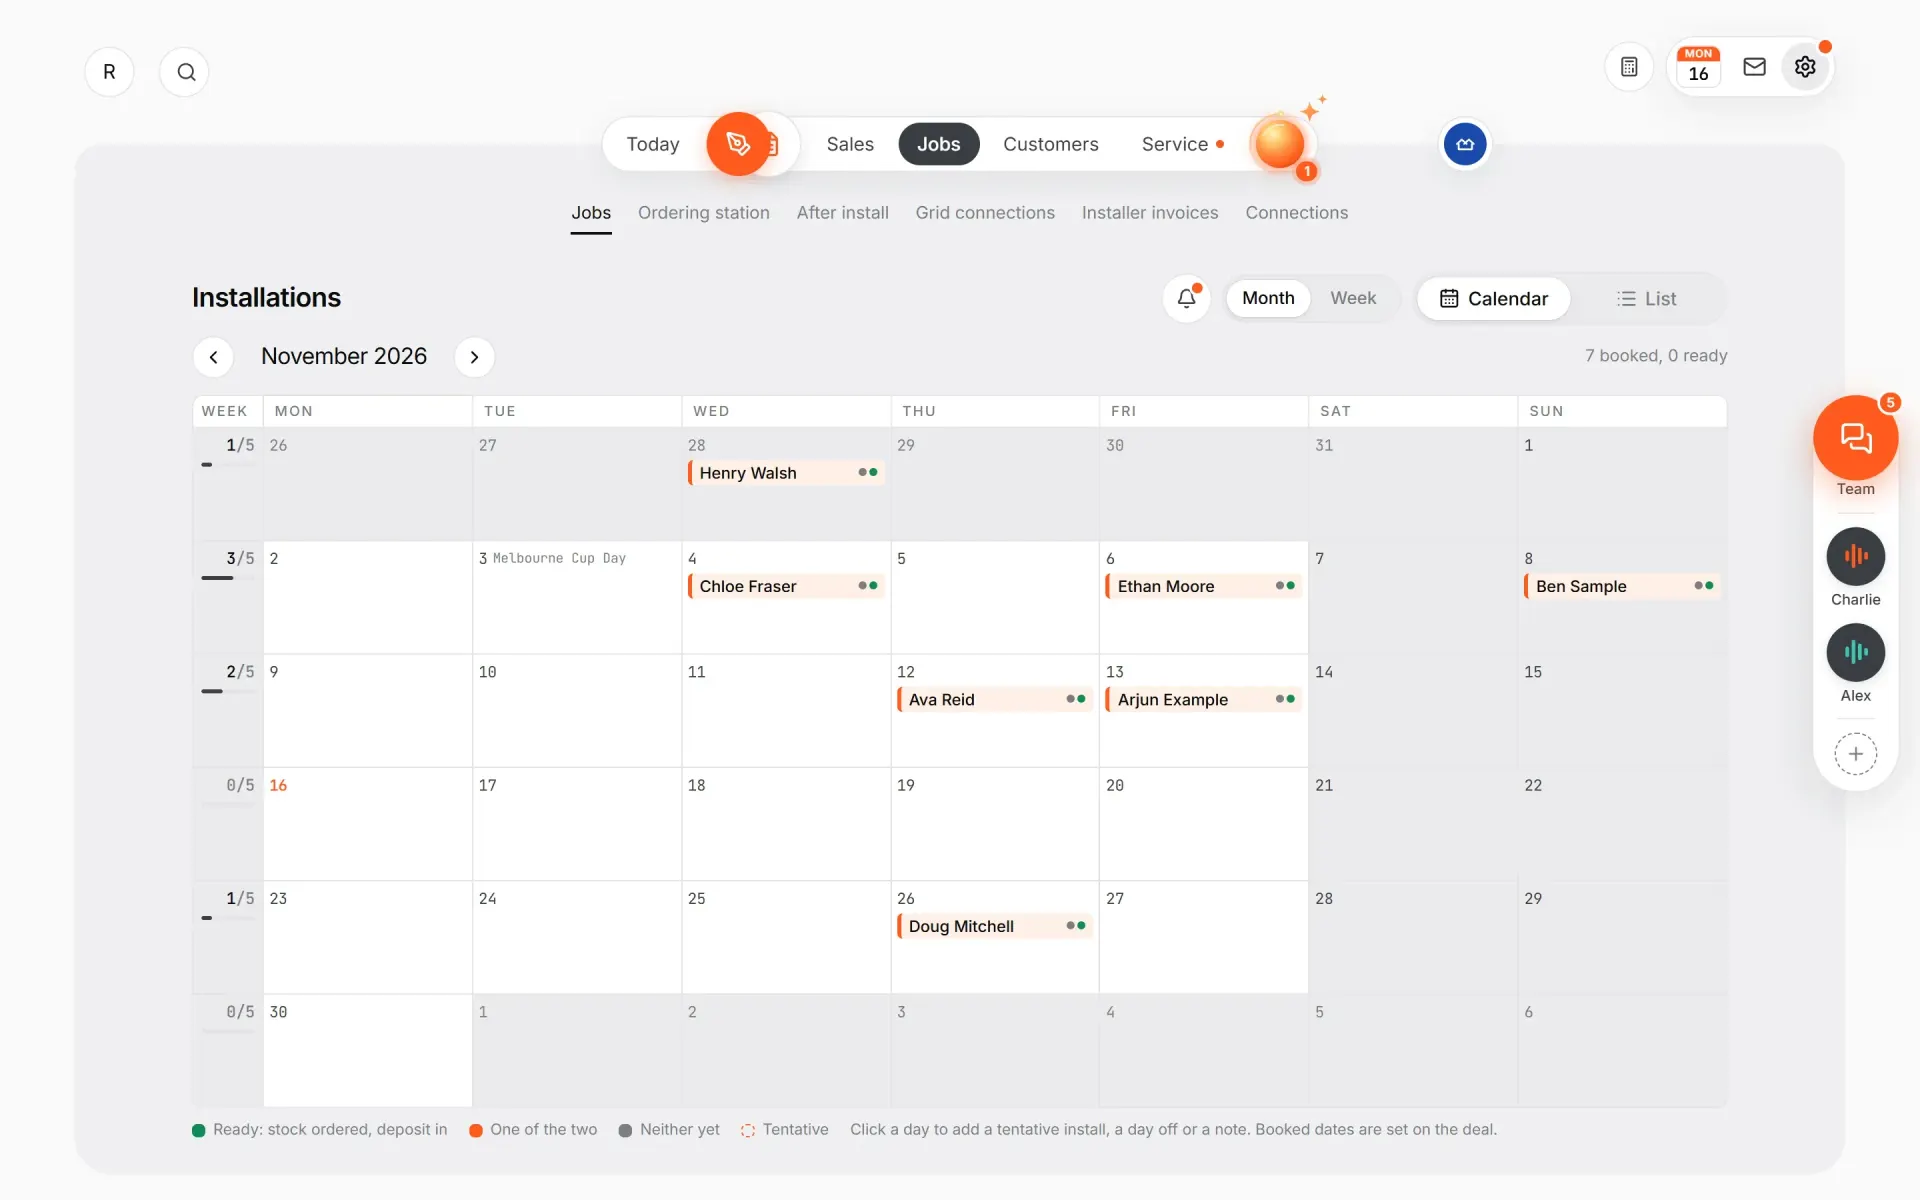 R
MON
16
Today
Sales
Jobs
Customers
Service
1
Jobs
Ordering station
After install
Grid connections
Installer invoices
Connections
Installations
Month
Week
Calendar
List
November 2026
7 booked, 0 ready
WEEK MON TUE WED THU FRI SAT SUN
1/5 26 27 28 29 30 31 1
Henry Walsh
3/5 2 3 Melbourne Cup Day 4 5 6 7 8
Chloe Fraser Ethan Moore Ben Sample
2/5 9 10 11 12 13 14 15
Ava Reid Arjun Example
0/5 16 17 18 19 20 21 22
1/5 23 24 25 26 27 28 29
Doug Mitchell
0/5 30 1 2 3 4 5 6
Ready: stock ordered, deposit in
One of the two
Neither yet
Tentative
Click a day to add a tentative install, a day off or a note. Booked dates are set on the deal.
5
Team
Charlie
Alex